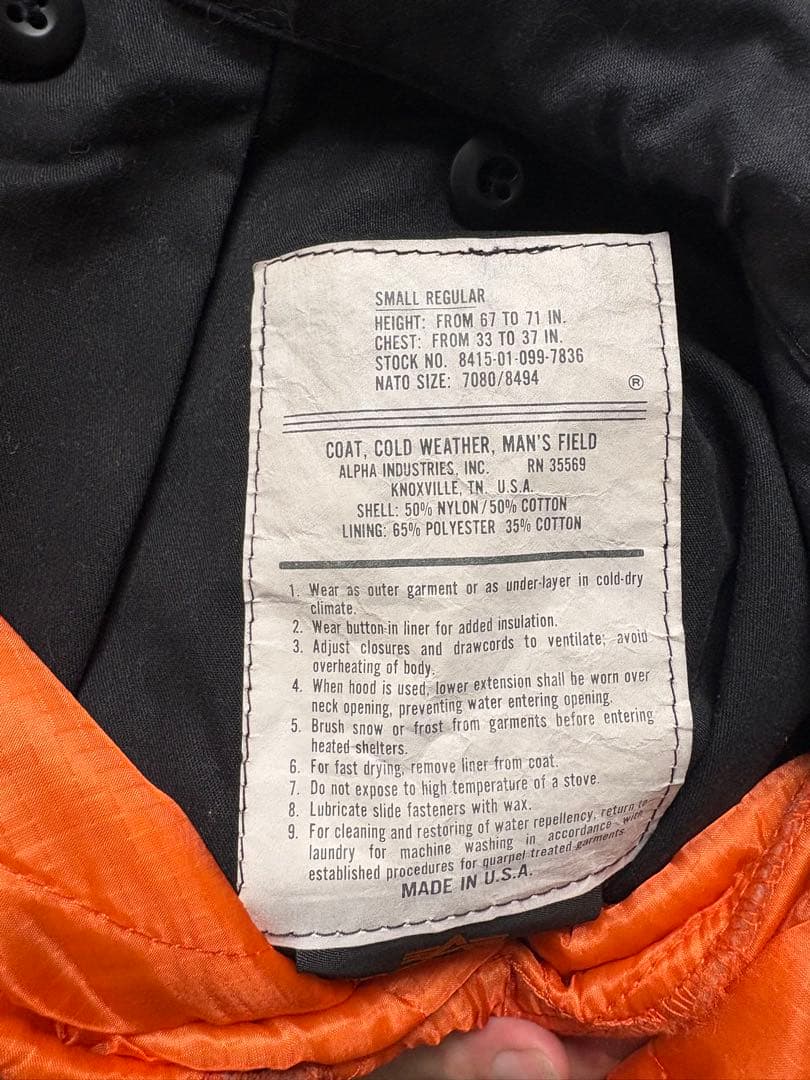 SMALL REGULAR
HEIGHT: FROM 67 TO 71 IN.
CHEST: FROM 33 TO 37 IN.
STOCK NO. 8415-01-099-7836
NATO SIZE: 7080/8494
®
COAT, COLD WEATHER, MAN'S FIELD
ALPHA INDUSTRIES, INC. RN 35569
KNOXVILLE, TN U.S.A.
SHELL: 50% NYLON/50% COTTON
LINING: 65% POLYESTER 35% COTTON
1. Wear as outer garment or as under-layer in cold-dry
climate.
2. Wear button-in liner for added insulation.
3. Adjust closures and drawcords to ventilate; avoid
overheating of body.
4. When hood is used, lower extension shall be worn over
neck opening, preventing water entering opening.
5. Brush snow or frost from garments before entering
heated shelters.
6. For fast drying, remove liner from coat.
7. Do not expose to high temperature of a stove.
8. Lubricate slide fasteners with wax.
9. For cleaning and restoring of water repellency, return to
laundry for machine washing in accordance with
established procedures for quarpel treated garments.
MADE IN U.S.A.